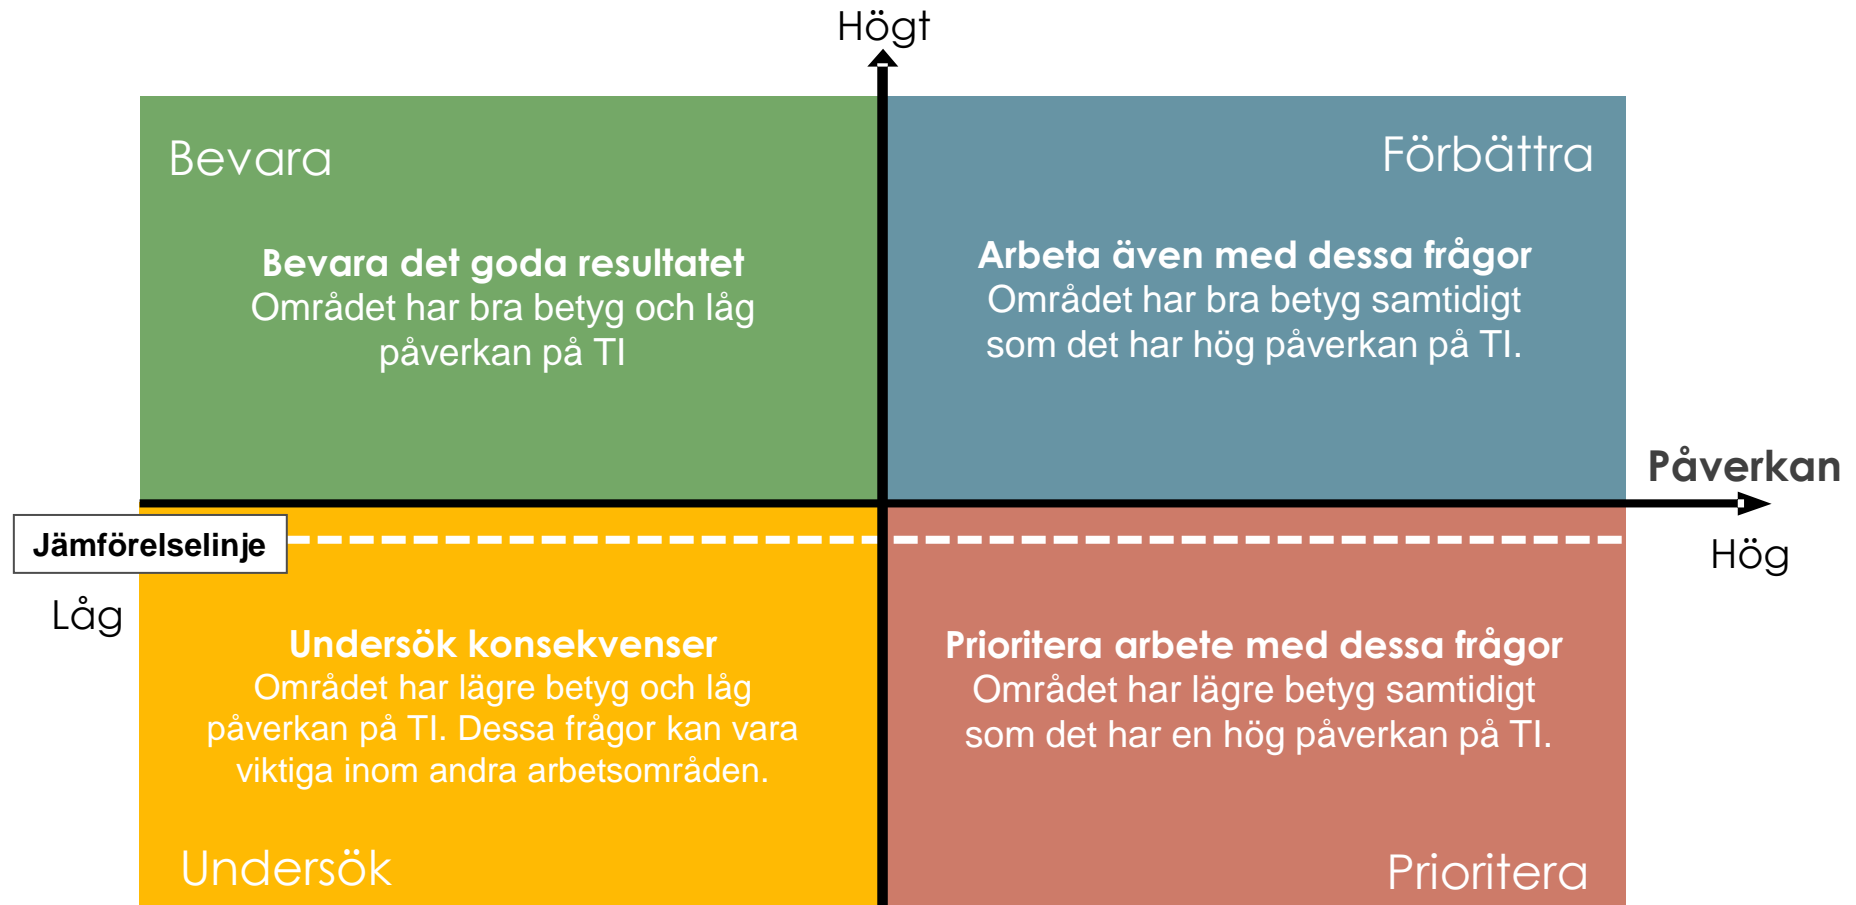 Högt
Bevara
Bevara det goda resultatet
Området har bra betyg och låg
påverkan på TI
Förbättra
Arbeta även med dessa frågor
Området har bra betyg samtidigt
som det har hög påverkan på TI.
Påverkan
Hög
Jämförelselinje
Låg
Undersök konsekvenser
Området har lägre betyg och låg
påverkan på TI. Dessa frågor kan vara
viktiga inom andra arbetsområden.
Undersök
Prioritera arbete med dessa frågor
Området har lägre betyg samtidigt
som det har en hög påverkan på TI.
Prioritera